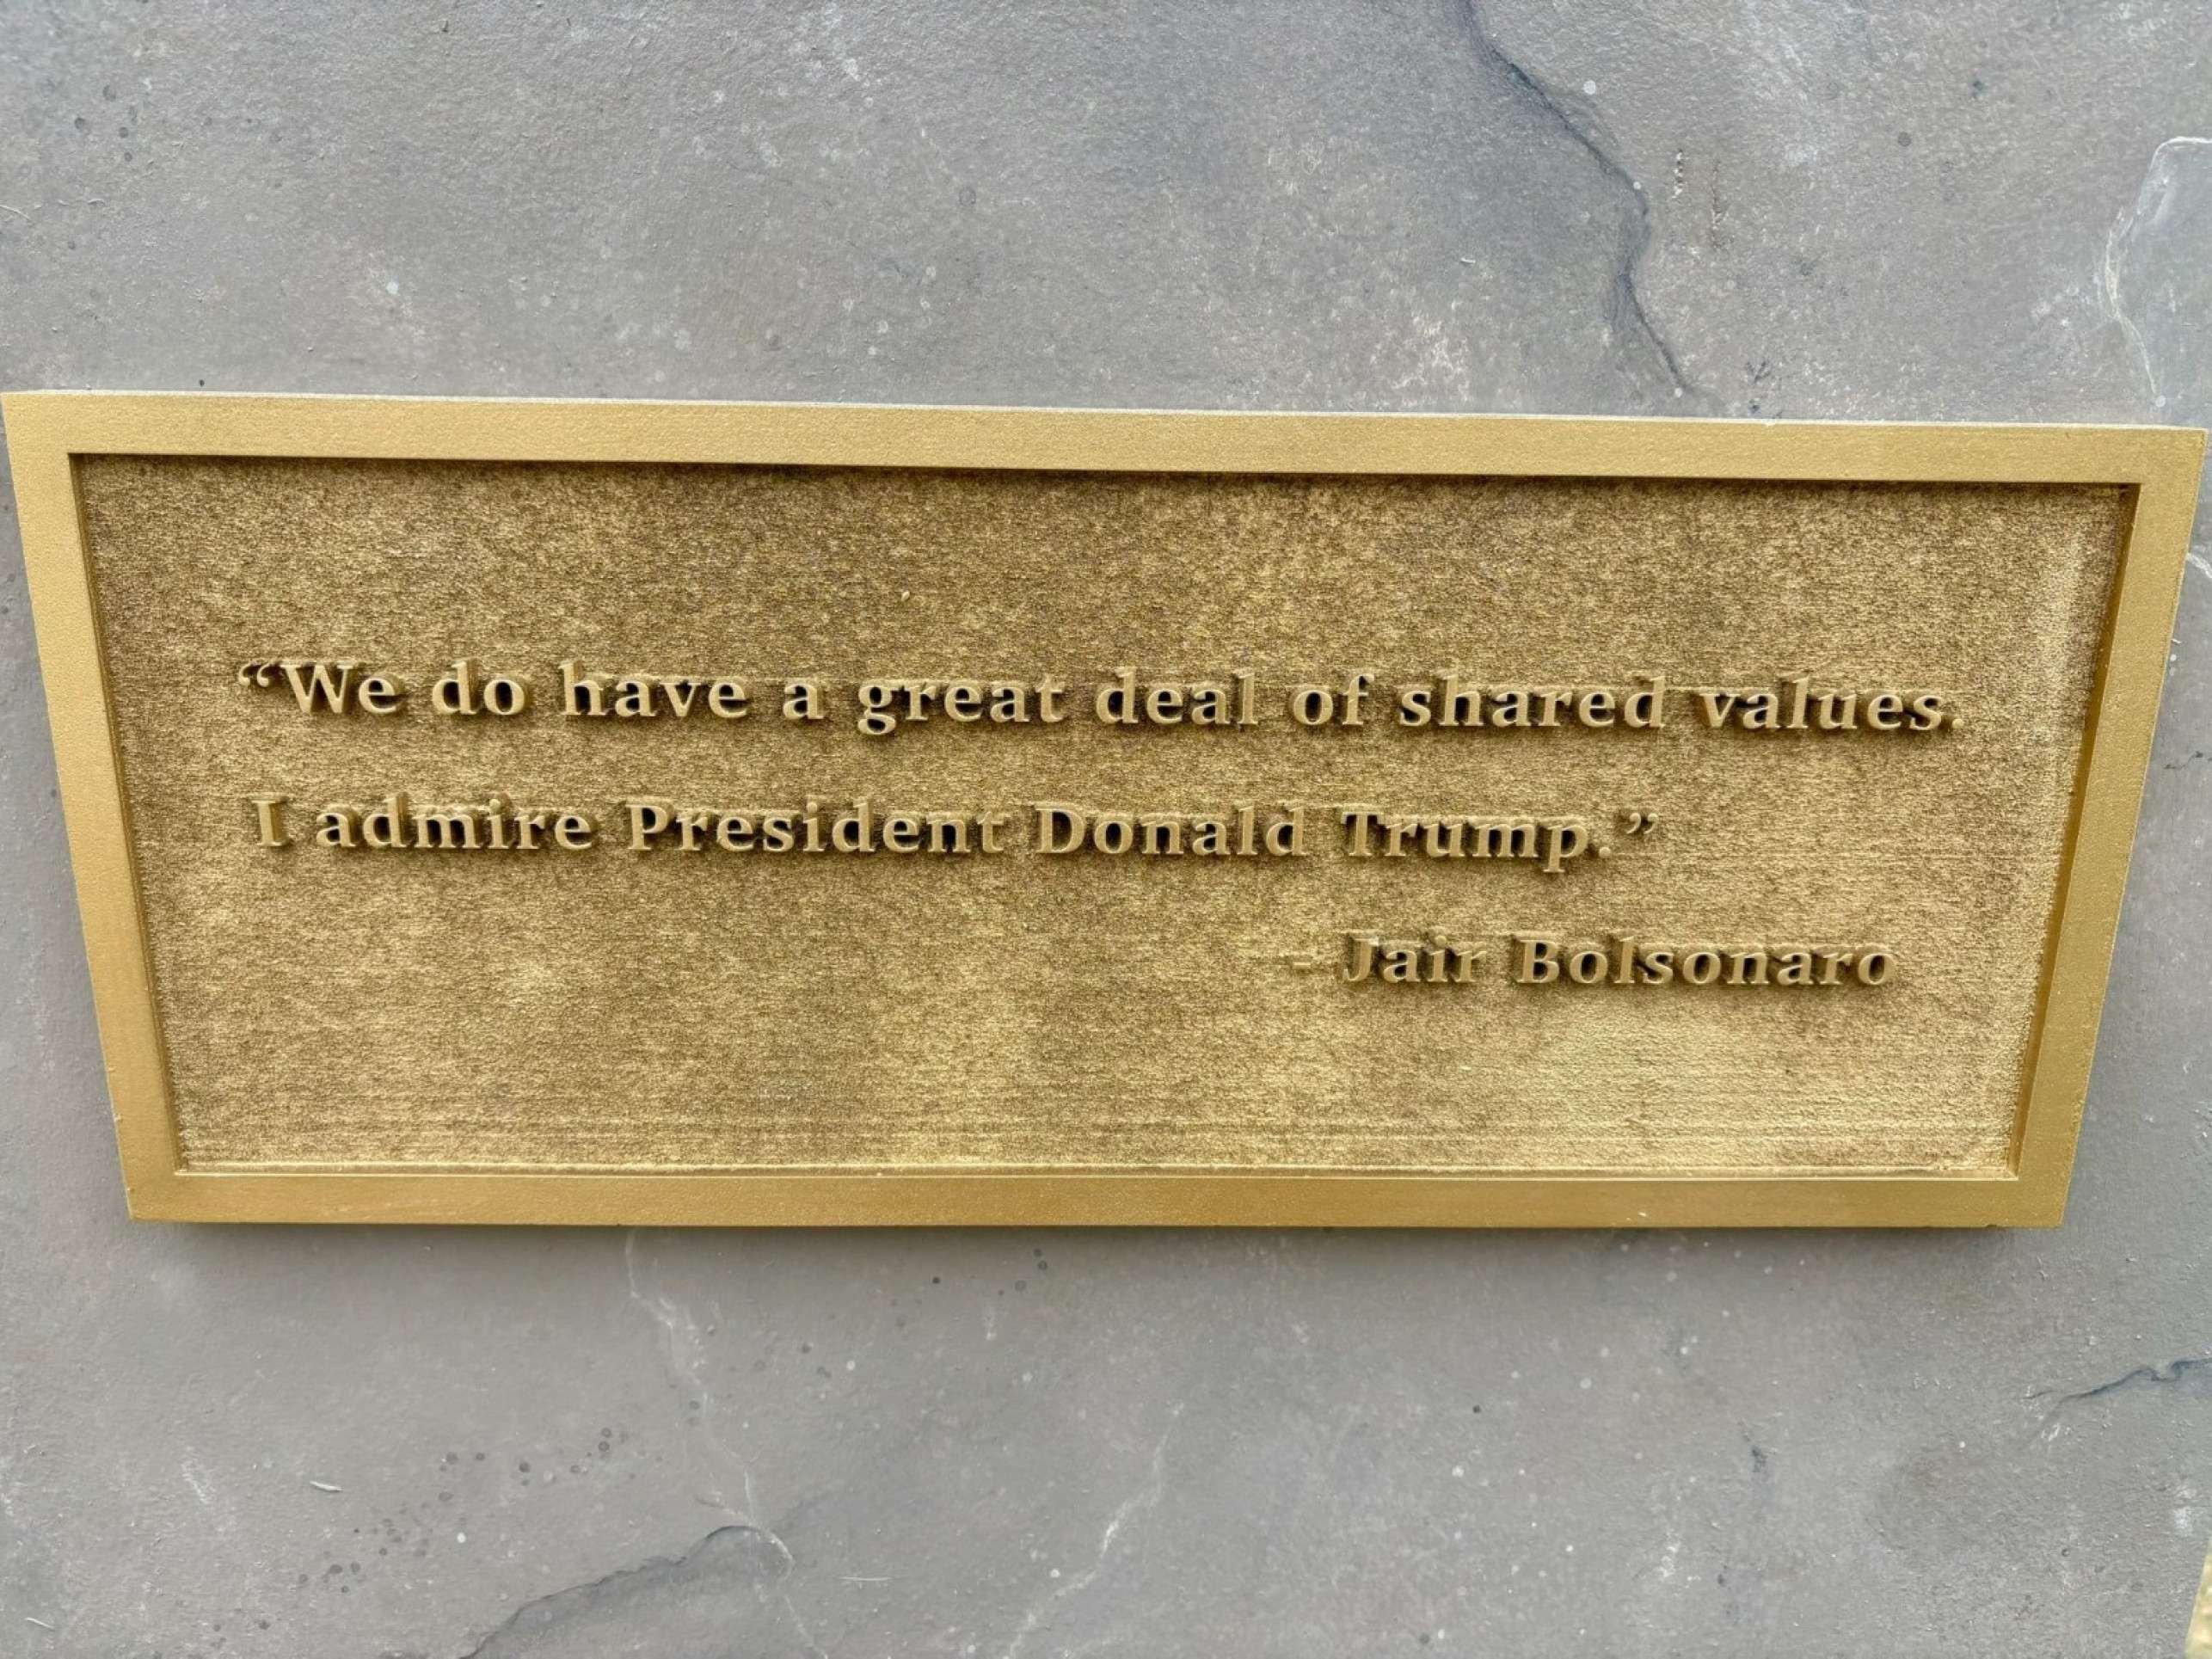 “We do have a great deal of shared values.
I admire President Donald Trump.”
– Jair Bolsonaro